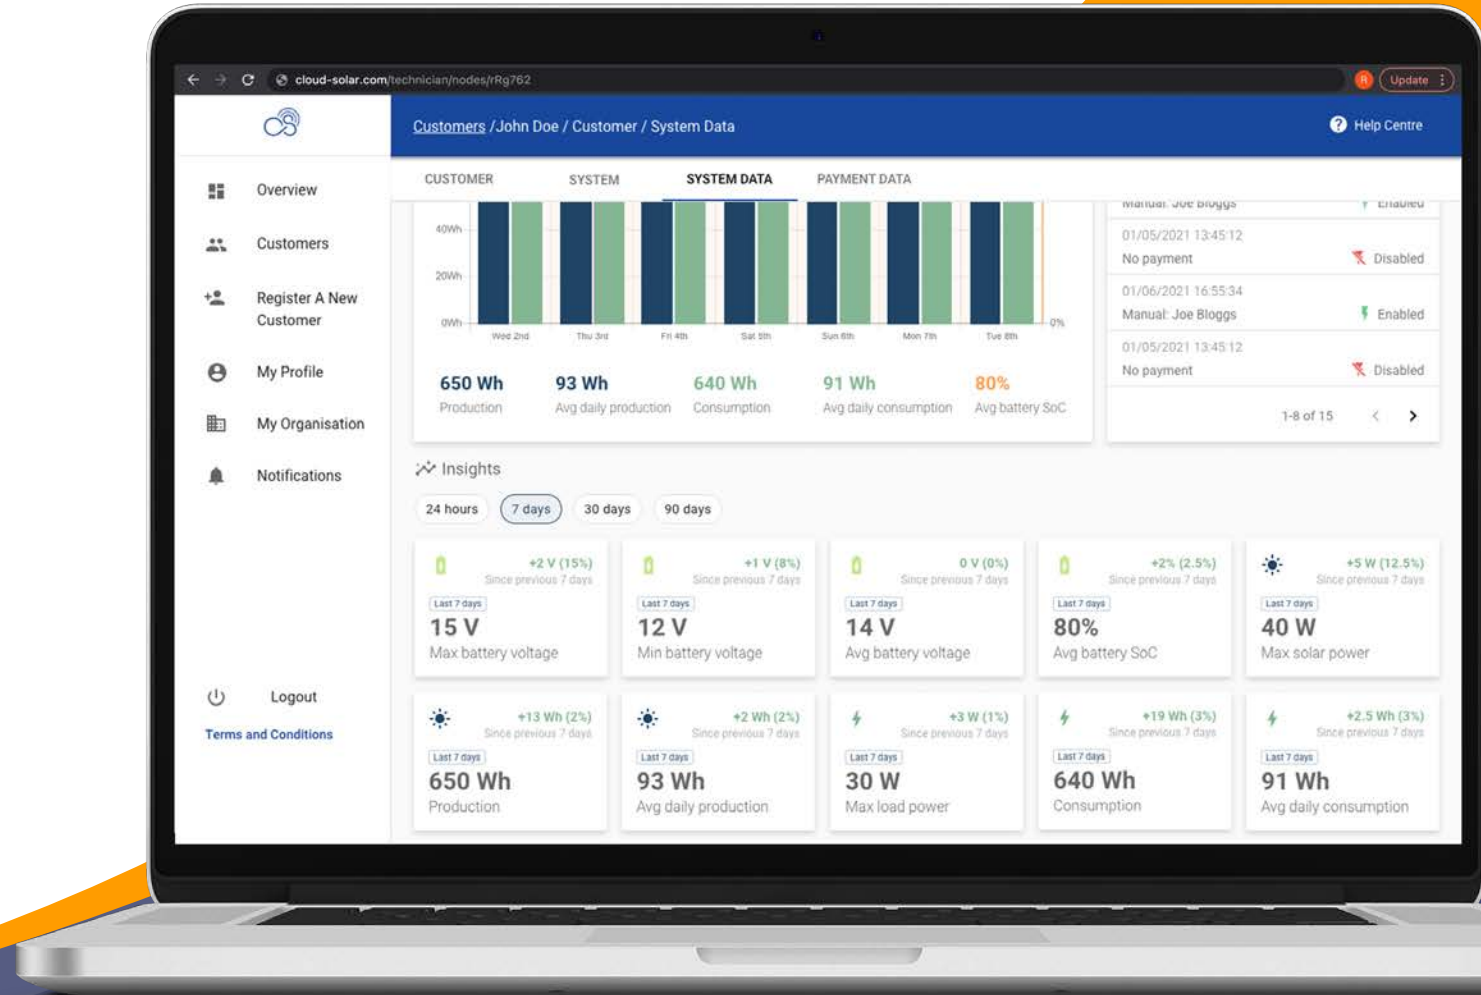 cloud-solar.com/technician/nodes/rRg762
R
Update
Customers /John Doe / Customer / System Data
? Help Centre
Overview
Customers
Register A New
Customer
My Profile
My Organisation
Notifications
Logout
Terms and Conditions
CUSTOMER
SYSTEM
SYSTEM DATA
PAYMENT DATA
40Wh
20Wh
0Wh
0%
Wed 2nd
Thu 3rd
Fri 4th
Sat 5th
Sun 6th
Mon 7th
Tue 8th
650 Wh
Production
93 Wh
Avg daily production
640 Wh
Consumption
91 Wh
Avg daily consumption
80%
Avg battery SoC
Manual: Joe Bloggs
Enabled
01/05/2021 13:45:12
No payment
Disabled
01/06/2021 16:55:34
Manual: Joe Bloggs
Enabled
01/05/2021 13:45:12
No payment
Disabled
1-8 of 15
Insights
24 hours
7 days
30 days
90 days
+2 V (15%)
Since previous 7 days
Last 7 days
15 V
Max battery voltage
+1 V (8%)
Since previous 7 days
Last 7 days
12 V
Min battery voltage
0 V (0%)
Since previous 7 days
Last 7 days
14 V
Avg battery voltage
+2% (2.5%)
Since previous 7 days
Last 7 days
80%
Avg battery SoC
+5 W (12.5%)
Since previous 7 days
Last 7 days
40 W
Max solar power
+13 Wh (2%)
Since previous 7 days
Last 7 days
650 Wh
Production
+2 Wh (2%)
Since previous 7 days
Last 7 days
93 Wh
Avg daily production
+3 W (1%)
Since previous 7 days
Last 7 days
30 W
Max load power
+19 Wh (3%)
Since previous 7 days
Last 7 days
640 Wh
Consumption
+2.5 Wh (3%)
Since previous 7 days
Last 7 days
91 Wh
Avg daily consumption